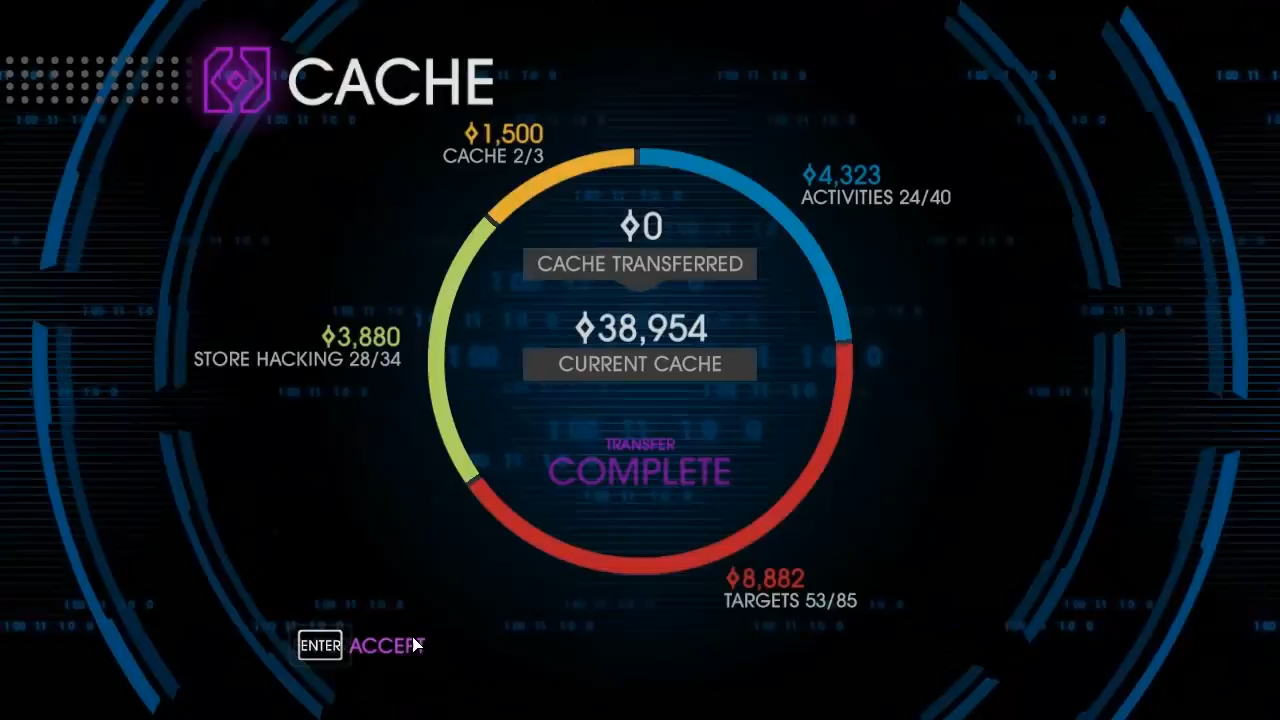 CACHE
1,500
CACHE 2/3
4,323
ACTIVITIES 24/40
0
CACHE TRANSFERRED
38,954
CURRENT CACHE
3,880
STORE HACKING 28/34
TRANSFER
COMPLETE
8,882
TARGETS 53/85
ENTER ACCEPT